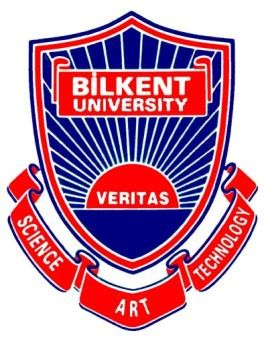 BİLKENT
UNIVERSITY
VERITAS
SCIENCE
ART
TECHNOLOGY